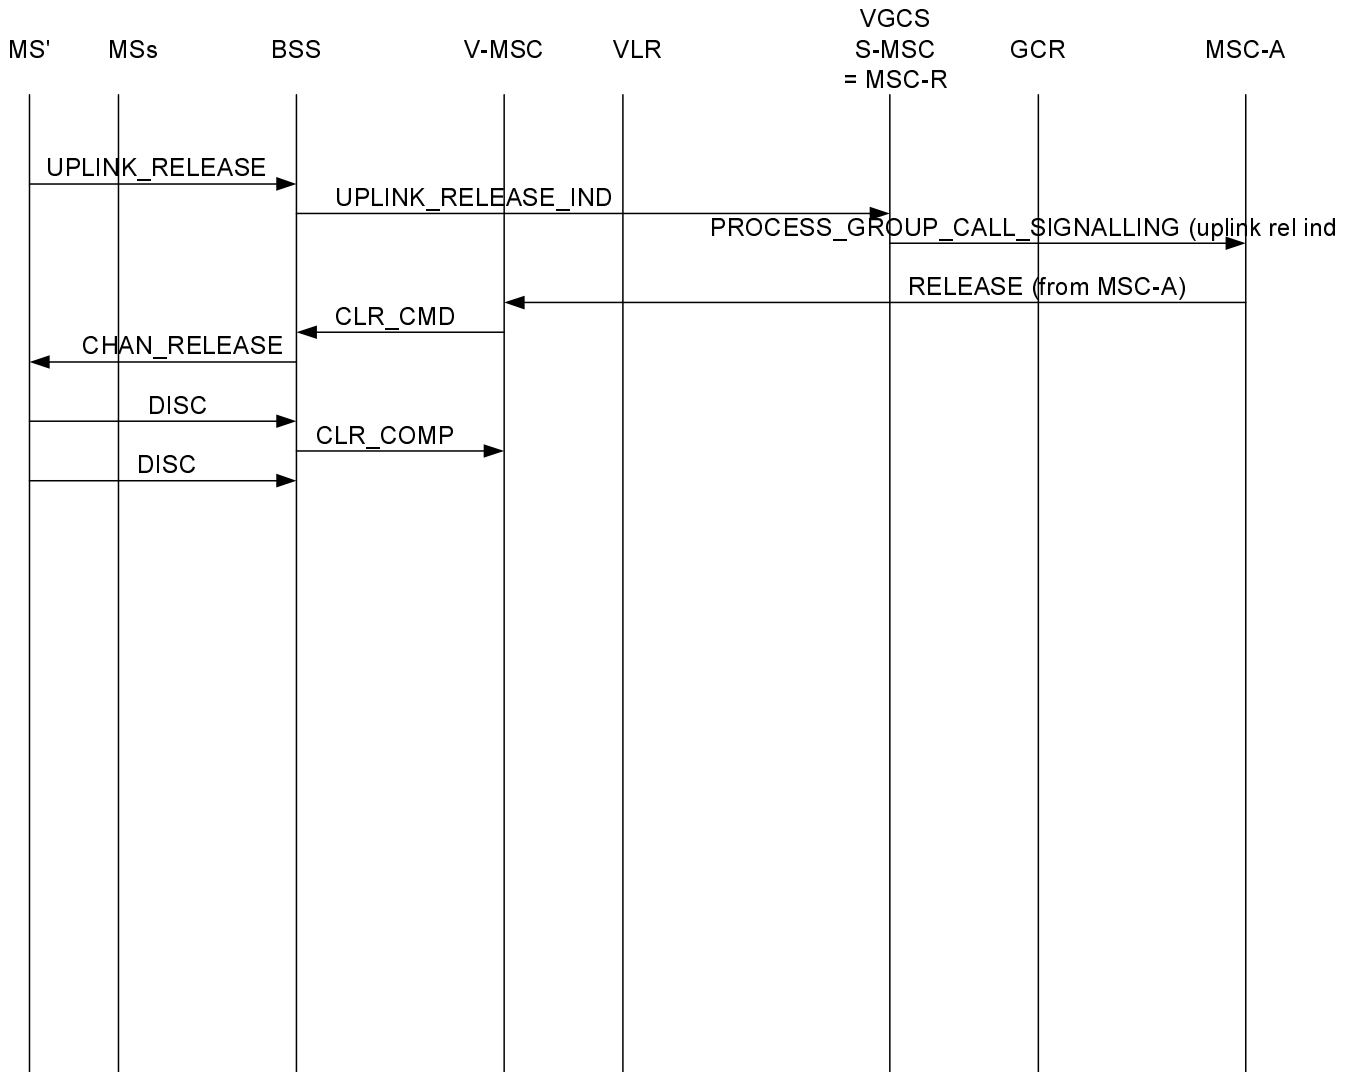 VGCS
MS' MSs BSS V-MSC VLR S-MSC GCR MSC-A
= MSC-R
UPLINK_RELEASE
UPLINK_RELEASE_IND
PROCESS_GROUP_CALL_SIGNALLING (uplink rel ind
RELEASE (from MSC-A)
CLR_CMD
CHAN_RELEASE
DISC
CLR_COMP
DISC